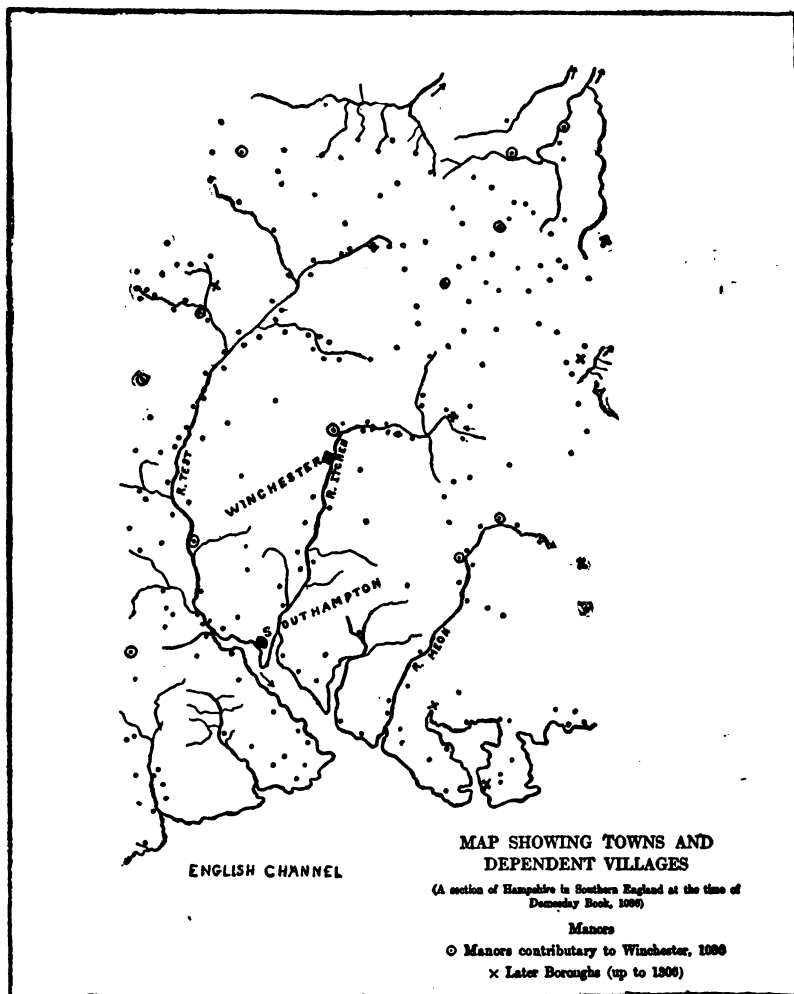 R. TEST
WINCHESTER
R. ITCHEN
SOUTHAMPTON
R. MEON
ENGLISH CHANNEL
MAP SHOWING TOWNS AND
DEPENDENT VILLAGES
(A section of Hampshire in Southern England at the time of
Domesday Book, 1086)
Manors
⊙ Manors contributary to Winchester, 1086
× Later Boroughs (up to 1306)